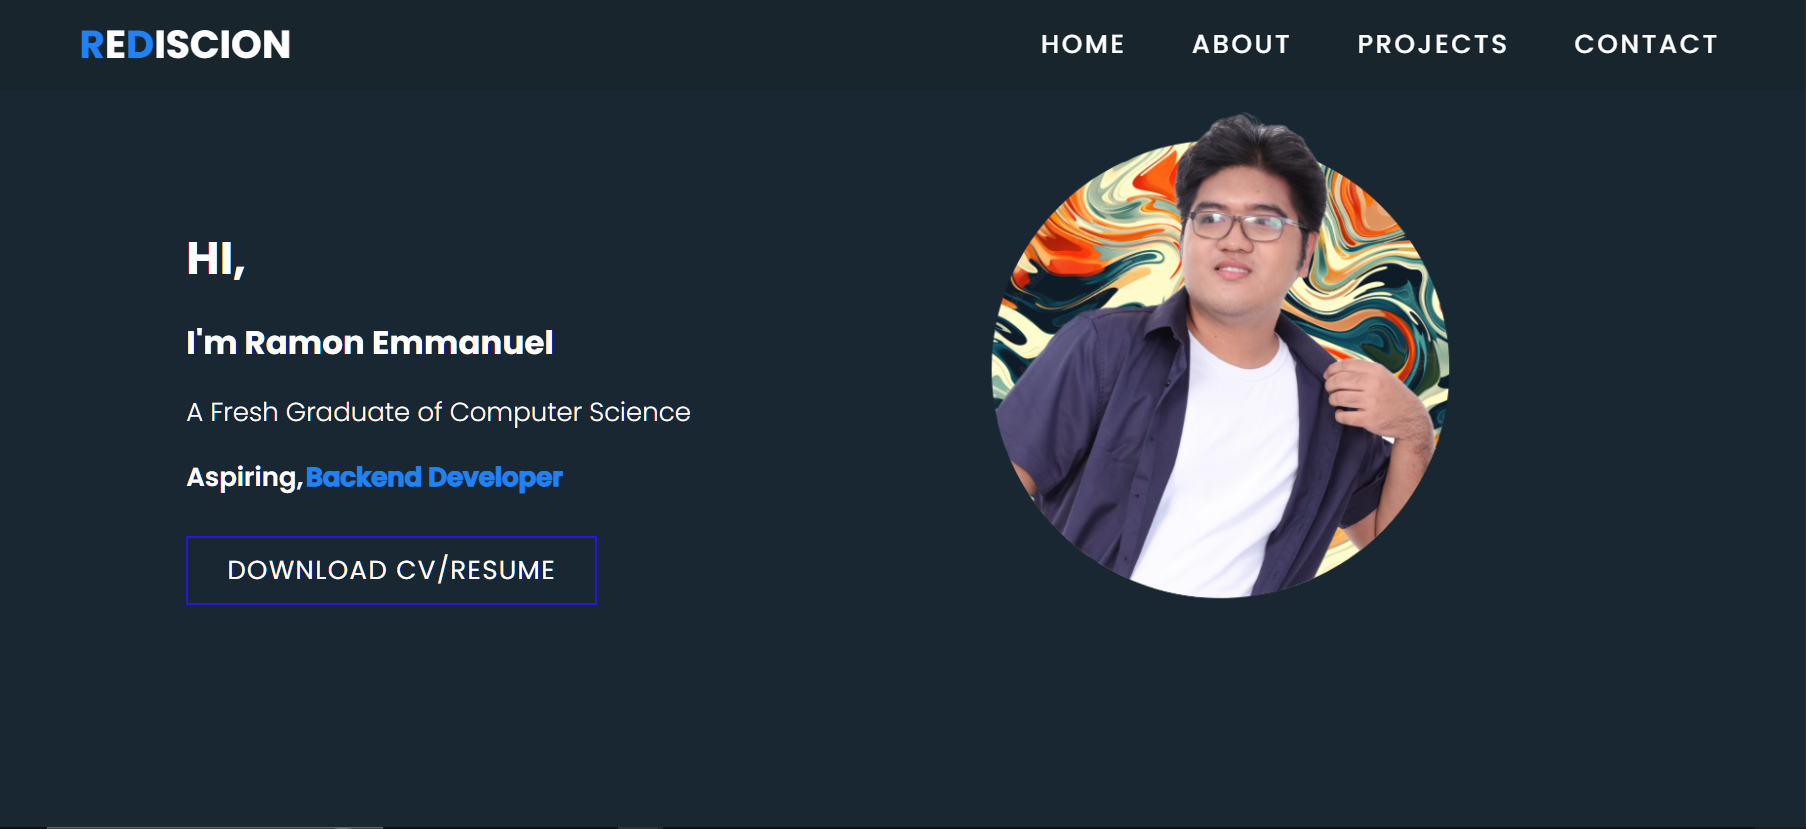 REDISCION
HOME ABOUT PROJECTS CONTACT
HI,
I'm Ramon Emmanuel
A Fresh Graduate of Computer Science
Aspiring, Backend Developer
DOWNLOAD CV/RESUME